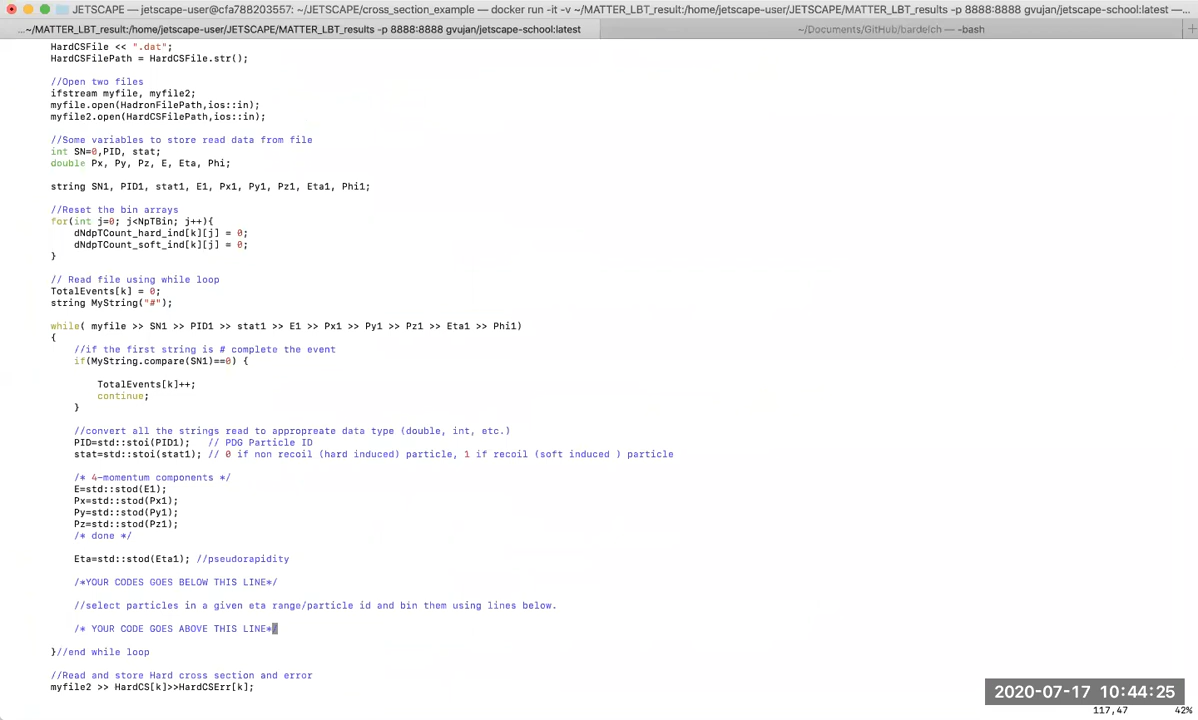 JETSCAPE — jetscape-user@cfa788203557: ~/JETSCAPE/cross_section_example — docker run -it -v ~/MATTER_LBT_result:/home/jetscape-user/JETSCAPE/MATTER_LBT_results -p 8888:8888 gvujan/jetscape-school:latest —...
...~/MATTER_LBT_result:/home/jetscape-user/JETSCAPE/MATTER_LBT_results -p 8888:8888 gvujan/jetscape-school:latest
~/Documents/GitHub/bardeich — -bash
HardCSFile << ".dat";
HardCSFilePath = HardCSFile.str();
//Open two files
ifstream myfile, myfile2;
myfile.open(HadronFilePath,ios::in);
myfile2.open(HardCSFilePath,ios::in);
//Some variables to store read data from file
int SN=0,PID, stat;
double Px, Py, Pz, E, Eta, Phi;
string SN1, PID1, stat1, E1, Px1, Py1, Pz1, Eta1, Phi1;
//Reset the bin arrays
for(int j=0; j<NpTBin; j++){
dNdpTCount_hard_ind[k][j] = 0;
dNdpTCount_soft_ind[k][j] = 0;
}
// Read file using while loop
TotalEvents[k] = 0;
string MyString("#");
while( myfile >> SN1 >> PID1 >> stat1 >> E1 >> Px1 >> Py1 >> Pz1 >> Eta1 >> Phi1)
{
//if the first string is # complete the event
if(MyString.compare(SN1)==0) {
TotalEvents[k]++;
continue;
}
//convert all the strings read to appropreate data type (double, int, etc.)
PID=std::stoi(PID1); // PDG Particle ID
stat=std::stoi(stat1); // 0 if non recoil (hard induced) particle, 1 if recoil (soft induced ) particle
/* 4-momentum components */
E=std::stod(E1);
Px=std::stod(Px1);
Py=std::stod(Py1);
Pz=std::stod(Pz1);
/* done */
Eta=std::stod(Eta1); //pseudorapidity
/*YOUR CODES GOES BELOW THIS LINE*/
//select particles in a given eta range/particle id and bin them using lines below.
/* YOUR CODE GOES ABOVE THIS LINE*/
}//end while loop
//Read and store Hard cross section and error
myfile2 >> HardCS[k]>>HardCSErr[k];
2020-07-17 10:44:25
117,47 42%